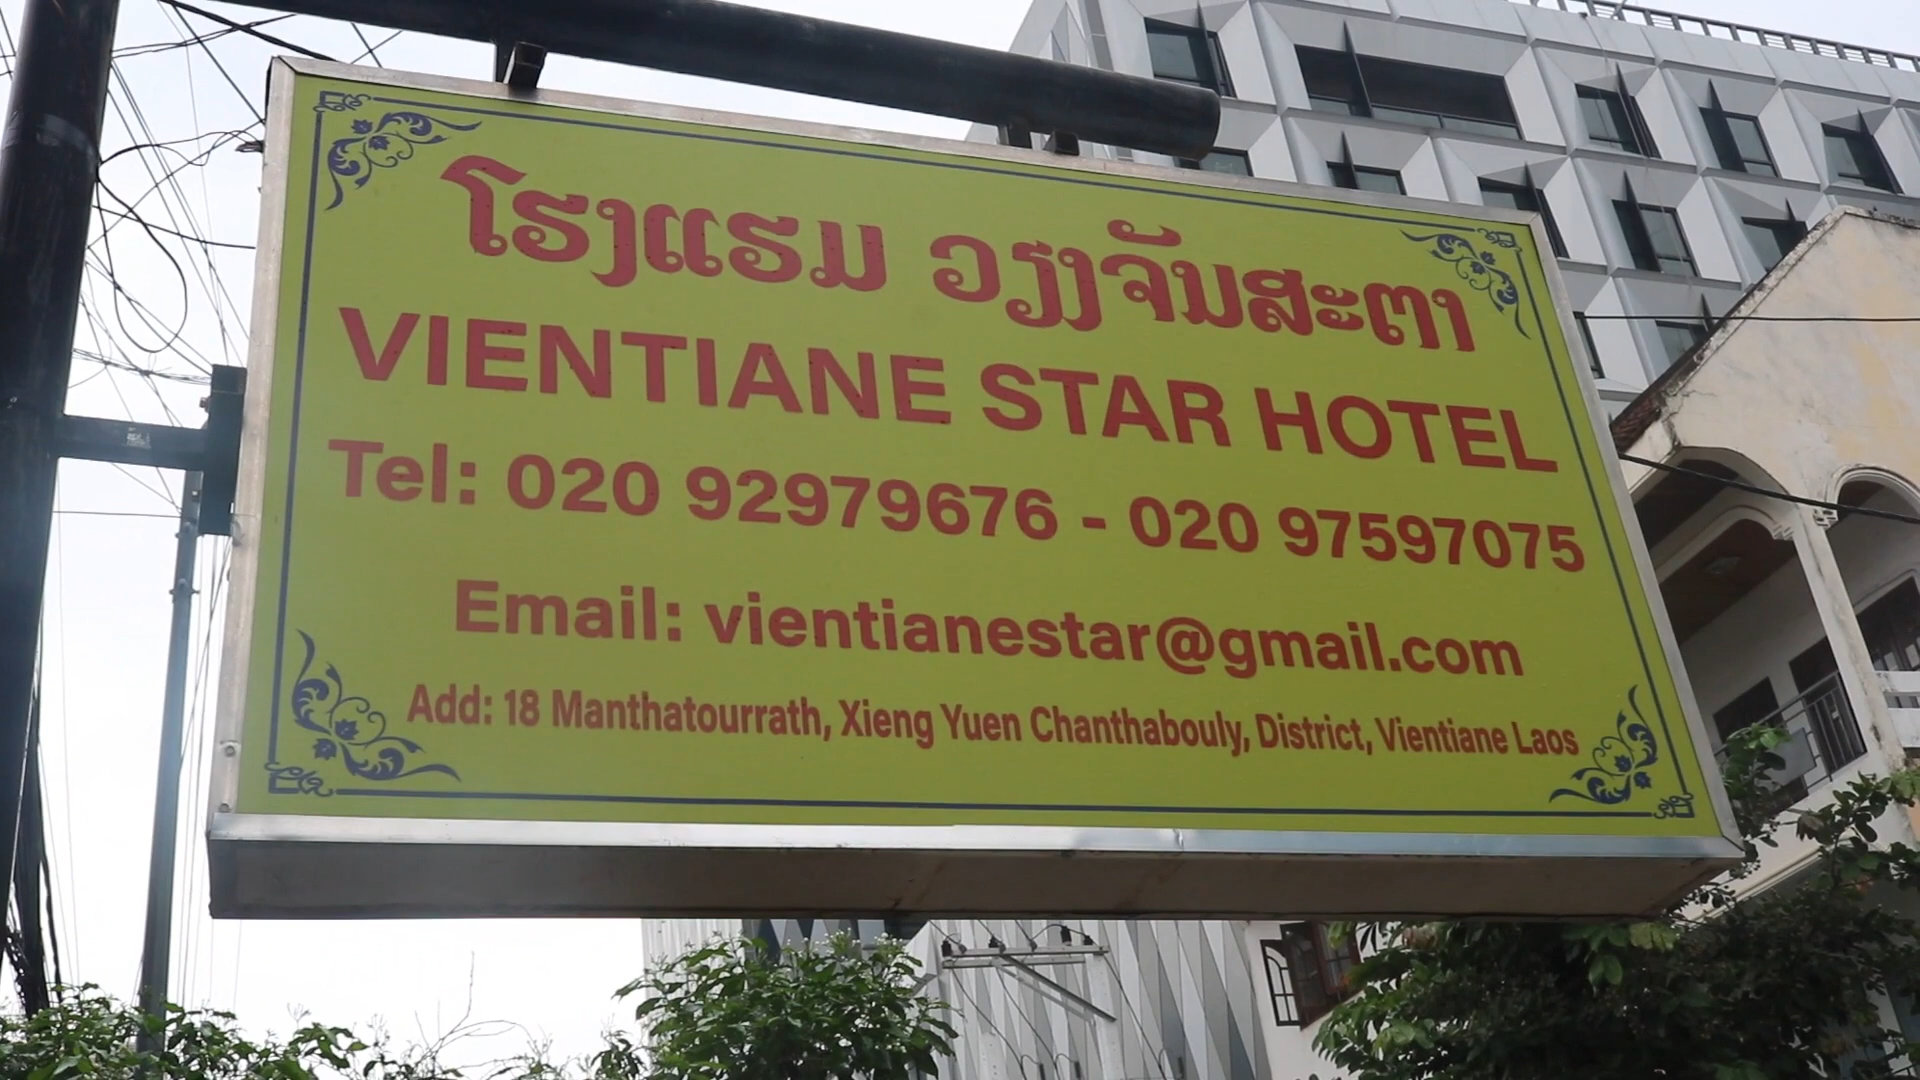 ໂຮງແຮມ ວຽງຈັນສະຕາ
VIENTIANE STAR HOTEL
Tel: 020 92979676 - 020 97597075
Email: vientianestar@gmail.com
Add: 18 Manthatourrath, Xieng Yuen Chanthabouly, District, Vientiane Laos